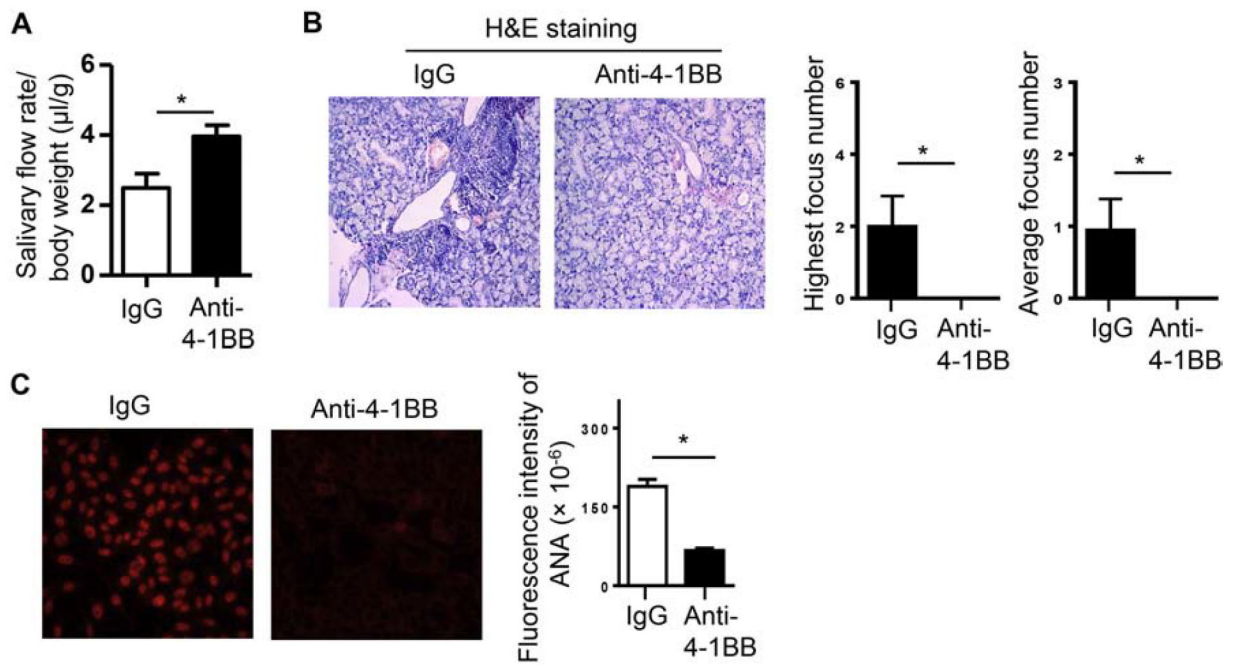 A
Salivary flow rate/
body weight (μl/g)
6
4
2
0
*
IgG
Anti-
4-1BB
B
H&E staining
IgG
Anti-4-1BB
Highest focus number
6
4
2
0
*
IgG
Anti-
4-1BB
Average focus number
3
2
1
0
*
IgG
Anti-
4-1BB
C
IgG
Anti-4-1BB
Fluorescence intensity of
ANA (× 10⁻⁶)
300
150
0
*
IgG
Anti-
4-1BB